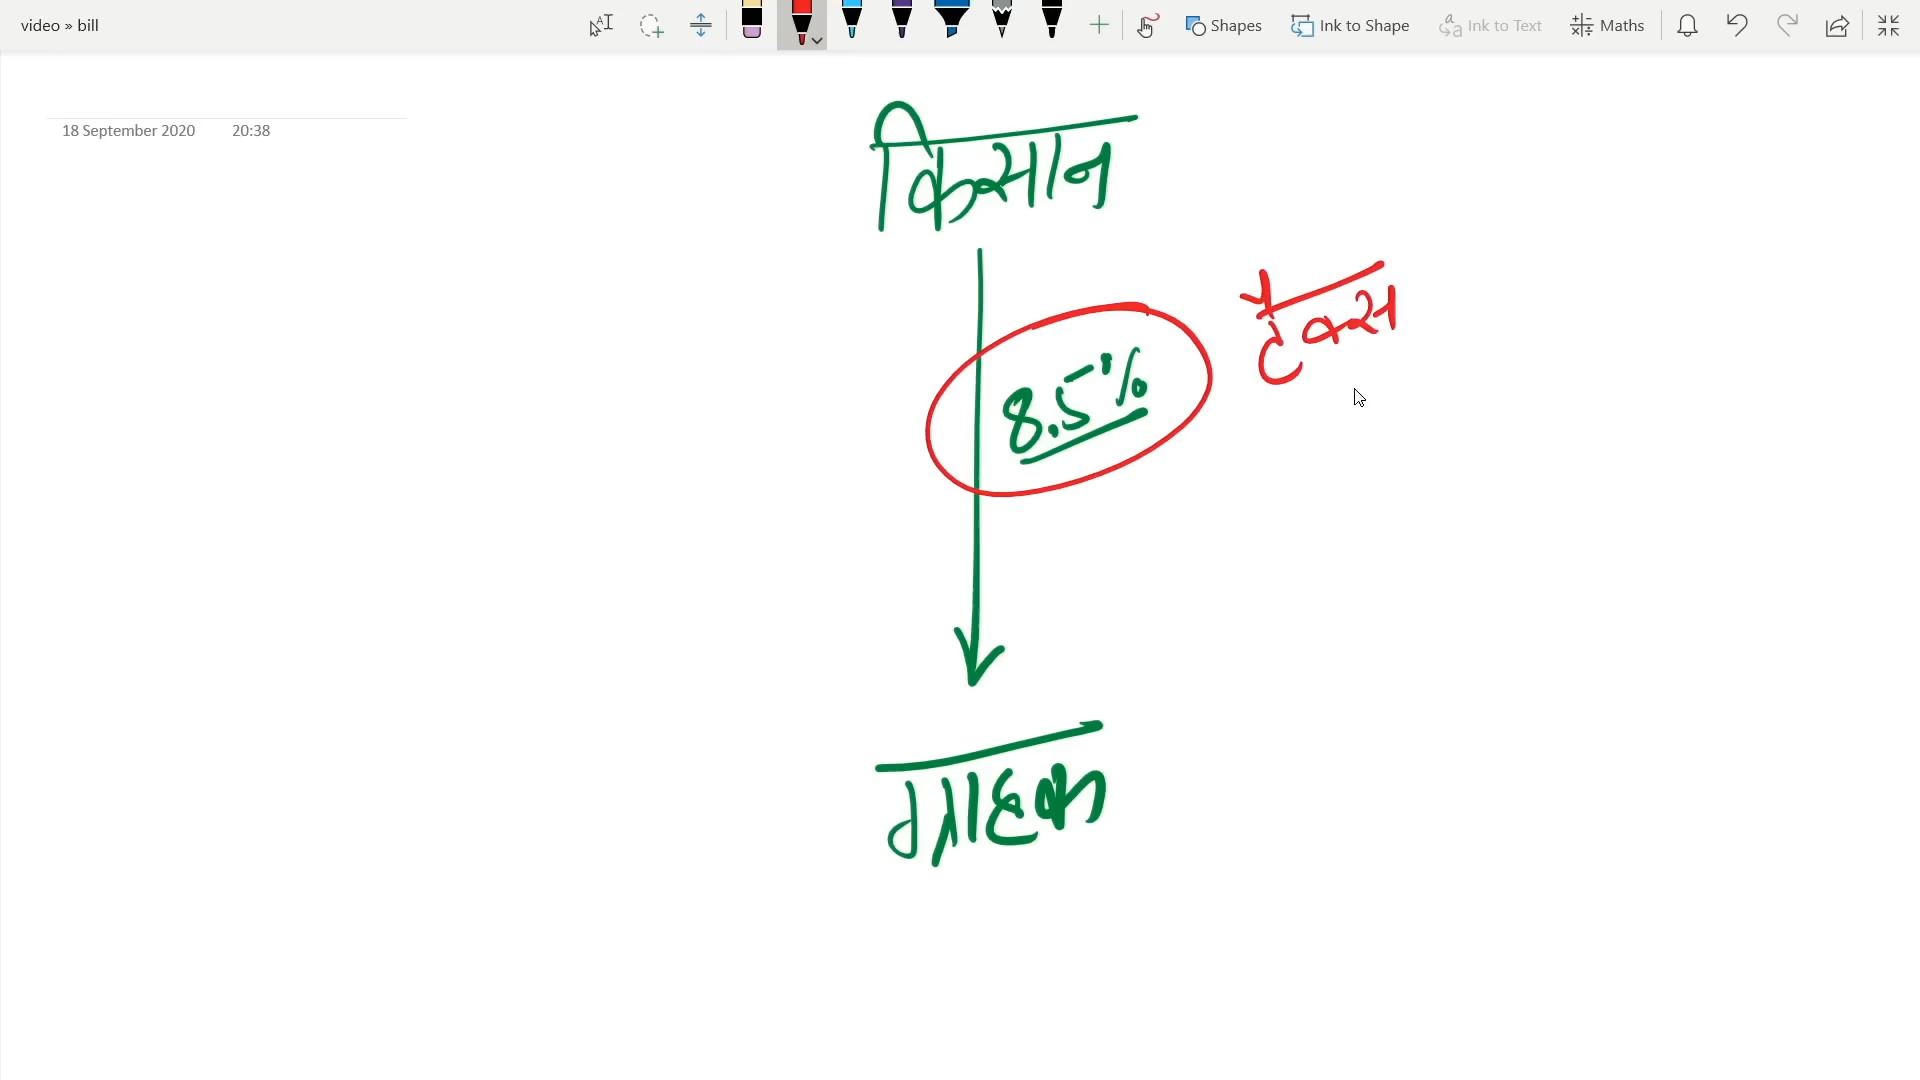 video » bill
Shapes
Ink to Shape
Ink to Text
Maths
18 September 2020 20:38
किसान
टैक्स
8.5%
ग्राहक